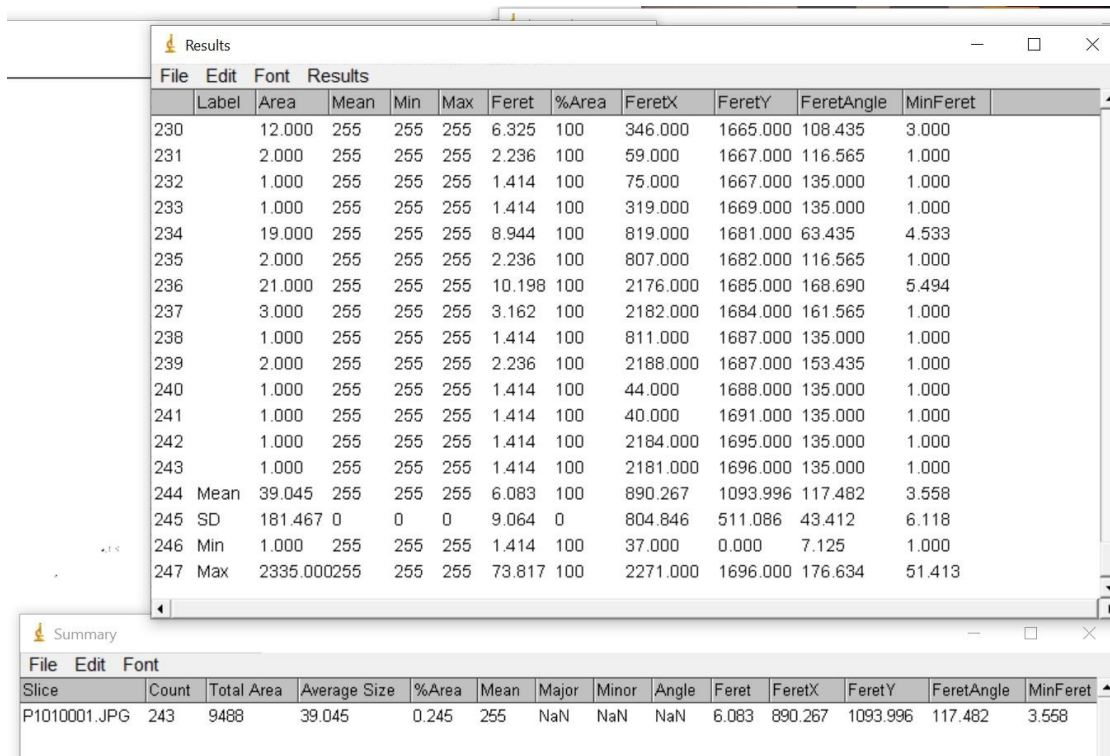 Results
File Edit Font Results
Label Area Mean Min Max Feret %Area FeretX FeretY FeretAngle MinFeret
230 12.000 255 255 255 6.325 100 346.000 1665.000 108.435 3.000
231 2.000 255 255 255 2.236 100 59.000 1667.000 116.565 1.000
232 1.000 255 255 255 1.414 100 75.000 1667.000 135.000 1.000
233 1.000 255 255 255 1.414 100 319.000 1669.000 135.000 1.000
234 19.000 255 255 255 8.944 100 819.000 1681.000 63.435 4.533
235 2.000 255 255 255 2.236 100 807.000 1682.000 116.565 1.000
236 21.000 255 255 255 10.198 100 2176.000 1685.000 168.690 5.494
237 3.000 255 255 255 3.162 100 2182.000 1684.000 161.565 1.000
238 1.000 255 255 255 1.414 100 811.000 1687.000 135.000 1.000
239 2.000 255 255 255 2.236 100 2188.000 1687.000 153.435 1.000
240 1.000 255 255 255 1.414 100 44.000 1688.000 135.000 1.000
241 1.000 255 255 255 1.414 100 40.000 1691.000 135.000 1.000
242 1.000 255 255 255 1.414 100 2184.000 1695.000 135.000 1.000
243 1.000 255 255 255 1.414 100 2181.000 1696.000 135.000 1.000
244 Mean 39.045 255 255 255 6.083 100 890.267 1093.996 117.482 3.558
245 SD 181.467 0 0 0 9.064 0 804.846 511.086 43.412 6.118
246 Min 1.000 255 255 255 1.414 100 37.000 0.000 7.125 1.000
247 Max 2335.000 255 255 255 73.817 100 2271.000 1696.000 176.634 51.413
Summary
File Edit Font
Slice Count Total Area Average Size %Area Mean Major Minor Angle Feret FeretX FeretY FeretAngle MinFeret
P1010001.JPG 243 9488 39.045 0.245 255 NaN NaN NaN 6.083 890.267 1093.996 117.482 3.558